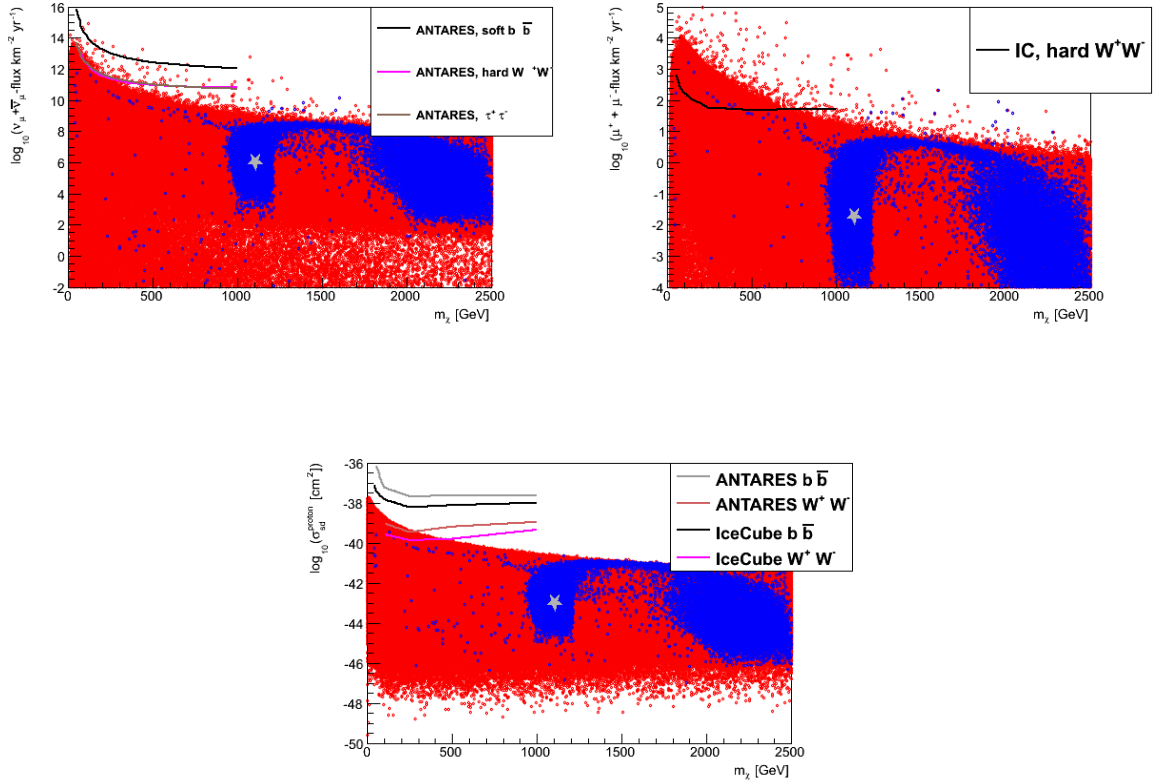 16
14
12
10
8
6
4
2
0
-2
log10(νμ+ν̅μ-flux km⁻² yr⁻¹)
ANTARES, soft b b̅
ANTARES, hard W⁺W⁻
ANTARES, τ⁺τ⁻
0 500 1000 1500 2000 2500
mχ [GeV]
5
4
3
2
1
0
-1
-2
-3
-4
log10(μ⁺ + μ⁻-flux km⁻² yr⁻¹)
IC, hard W⁺W⁻
0 500 1000 1500 2000 2500
mχ [GeV]
-36
-38
-40
-42
-44
-46
-48
-50
log10(σsd^proton [cm²])
ANTARES b b̅
ANTARES W⁺ W⁻
IceCube b b̅
IceCube W⁺ W⁻
0 500 1000 1500 2000 2500
mχ [GeV]